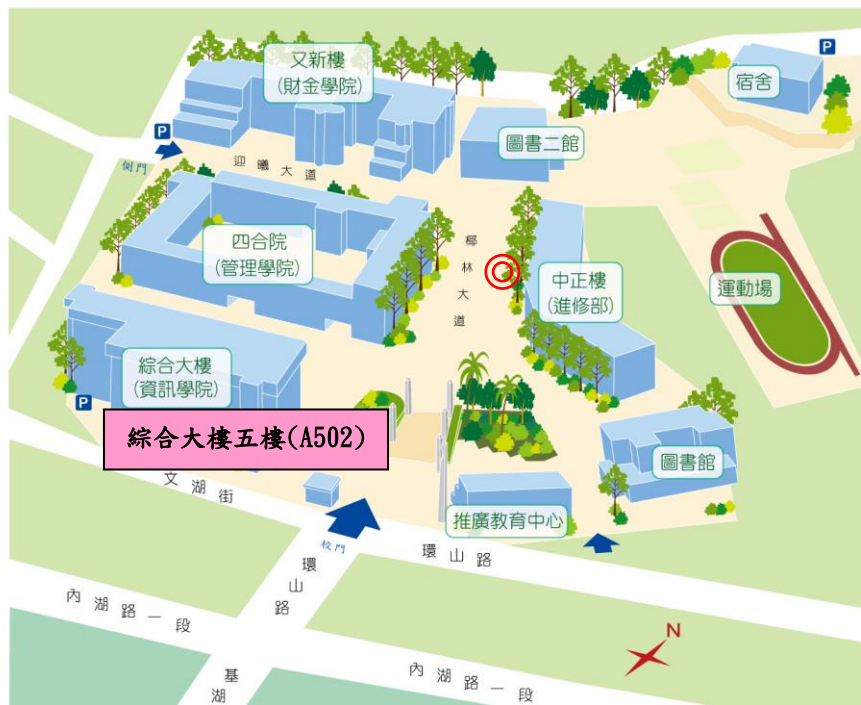 又新樓
(財金學院)
P
宿舍
圖書二館
P
側門
迎曦大道
四合院
(管理學院)
椰林大道
中正樓
(進修部)
運動場
綜合大樓
(資訊學院)
P
綜合大樓五樓(A502)
圖書館
文湖街
推廣教育中心
校門
環山路
環山路
內湖路一段
N
基湖
內湖路一段